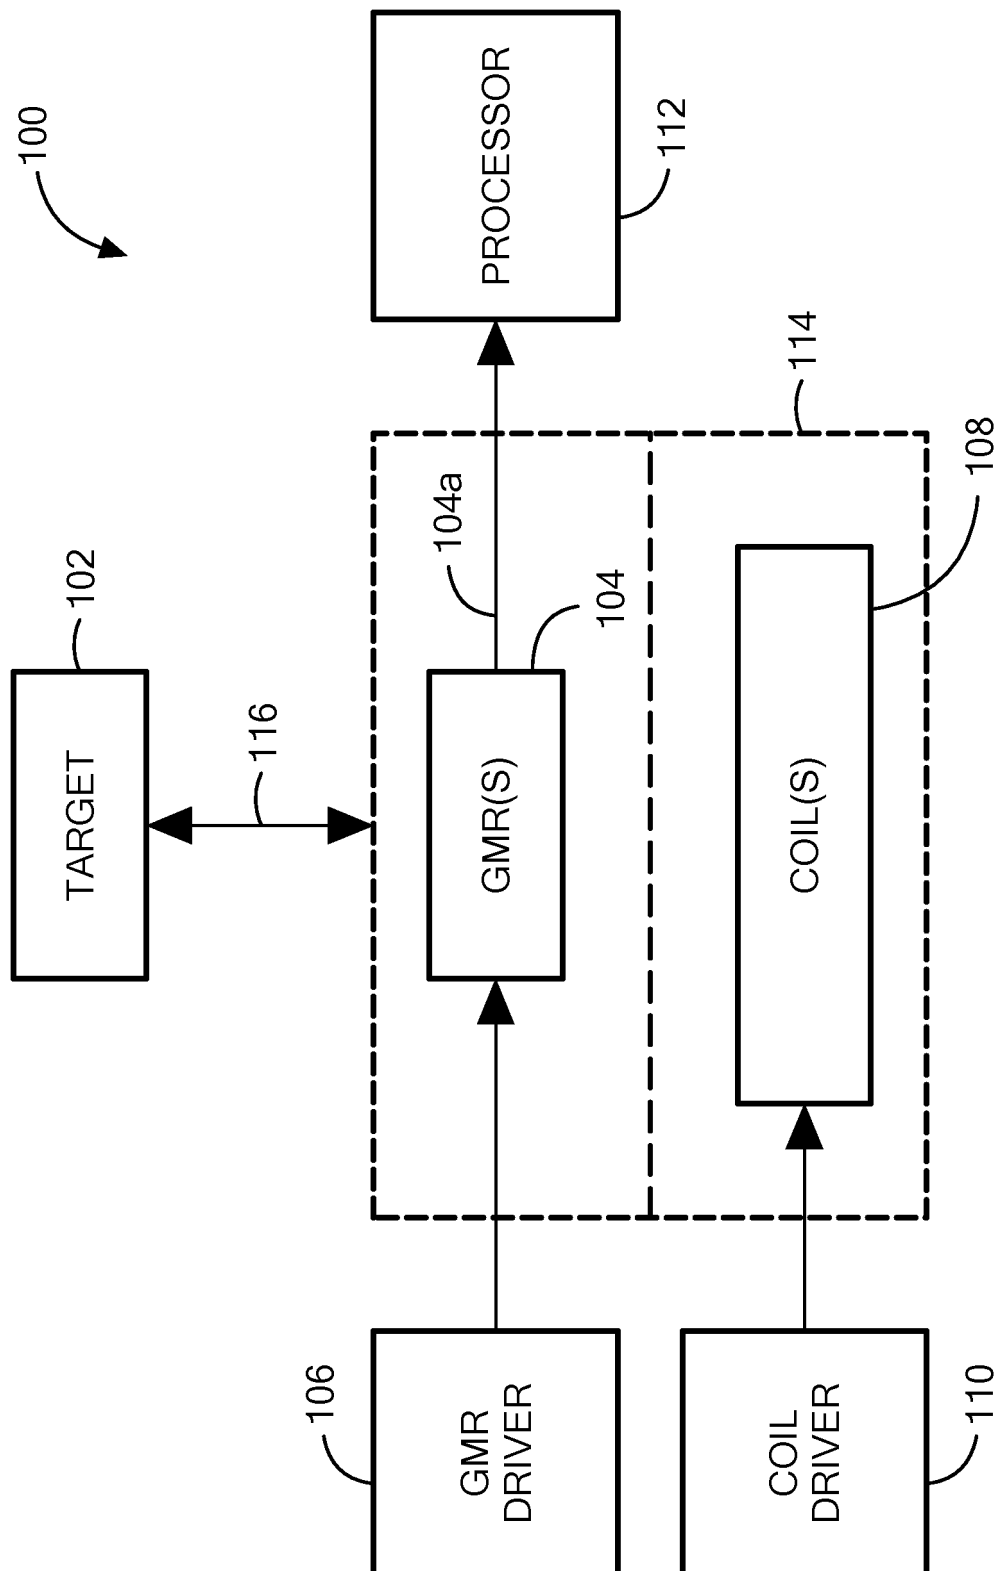 100
TARGET
102
116
GMR
DRIVER
106
GMR(S)
104
104a
PROCESSOR
112
114
COIL
DRIVER
110
COIL(S)
108